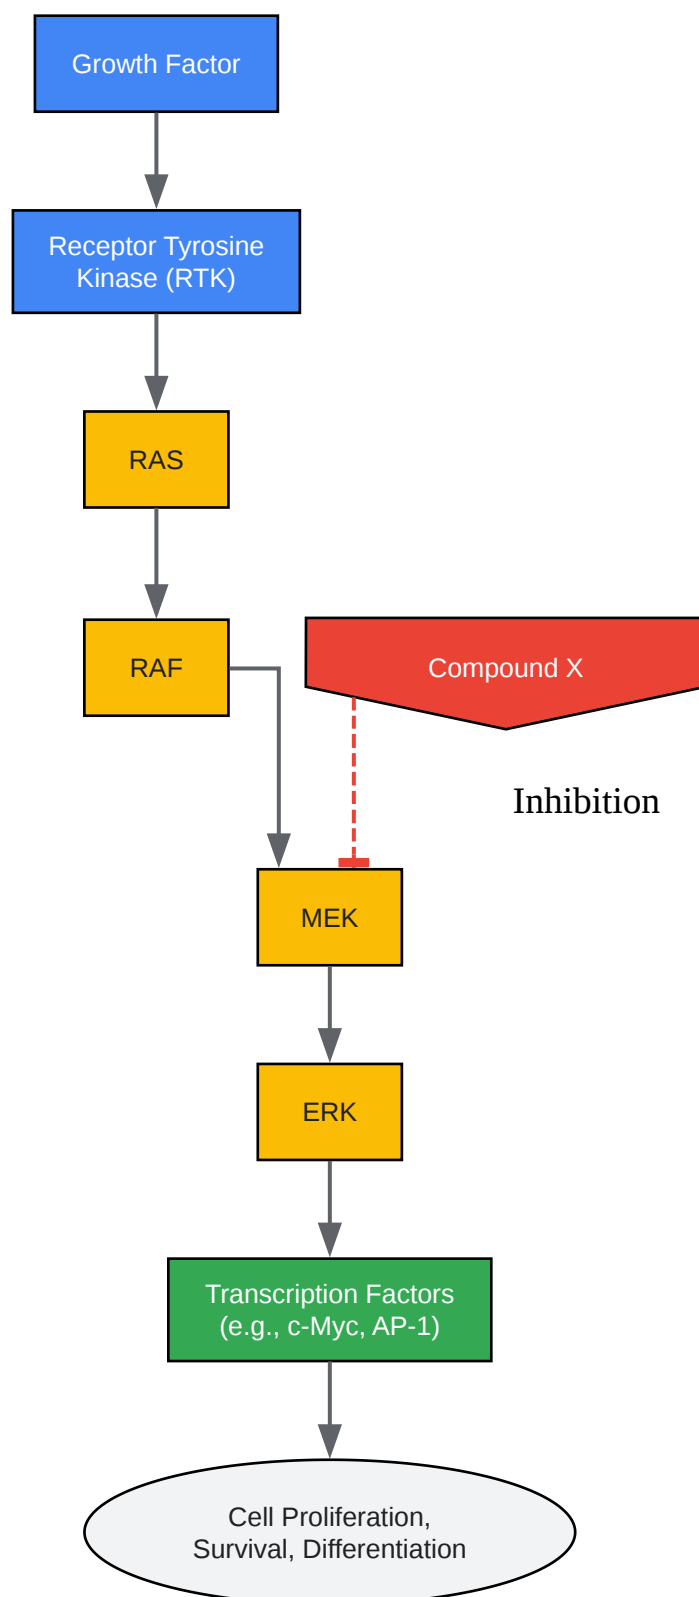 Growth Factor
Receptor Tyrosine
Kinase (RTK)
RAS
RAF
Compound X
Inhibition
MEK
ERK
Transcription Factors
(e.g., c-Myc, AP-1)
Cell Proliferation,
Survival, Differentiation